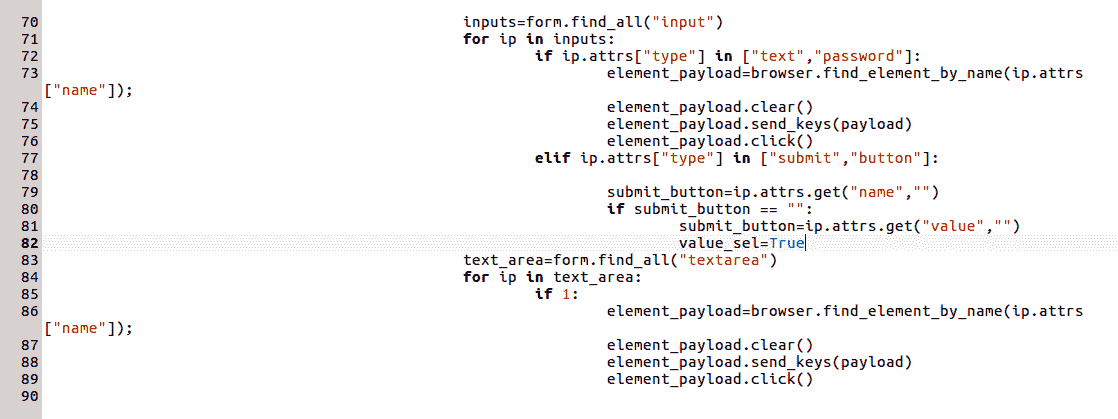 70 inputs=form.find_all("input")
71 for ip in inputs:
72 if ip.attrs["type"] in ["text","password"]:
73 element_payload=browser.find_element_by_name(ip.attrs
["name"]);
74 element_payload.clear()
75 element_payload.send_keys(payload)
76 element_payload.click()
77 elif ip.attrs["type"] in ["submit","button"]:
78
79 submit_button=ip.attrs.get("name","")
80 if submit_button == "":
81 submit_button=ip.attrs.get("value","")
82 value_sel=True
83 text_area=form.find_all("textarea")
84 for ip in text_area:
85 if 1:
86 element_payload=browser.find_element_by_name(ip.attrs
["name"]);
87 element_payload.clear()
88 element_payload.send_keys(payload)
89 element_payload.click()
90